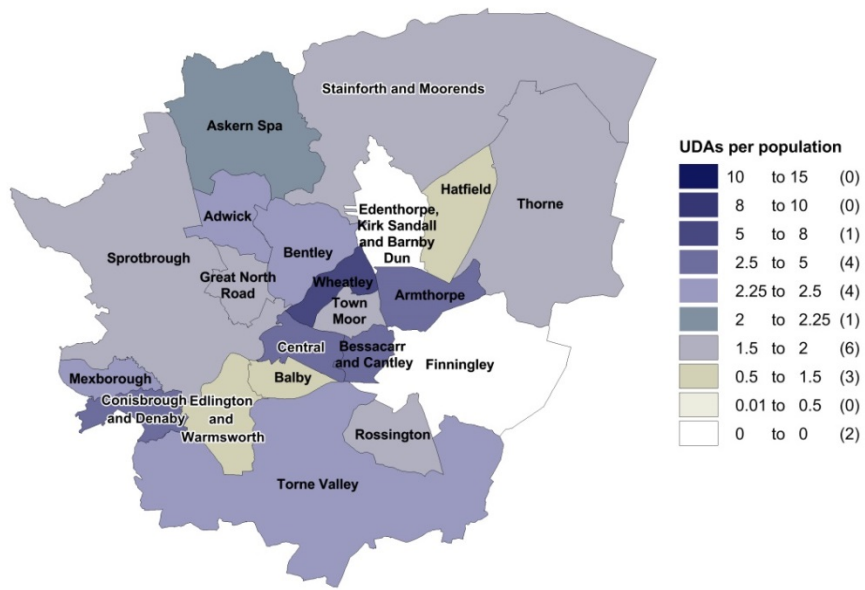 Stainforth and Moorends
Askern Spa
Hatfield
Thorne
Adwick
Edenthorpe,
Kirk Sandall
and Barnby
Dun
Bentley
Sprotbrough
Great North
Road
Wheatley
Armthorpe
Town
Moor
Central
Bessacarr
and Cantley
Finningley
Mexborough
Balby
Conisbrough
and Denaby
Edlington
and
Warmsworth
Rossington
Torne Valley
UDAs per population
10 to 15 (0)
8 to 10 (0)
5 to 8 (1)
2.5 to 5 (4)
2.25 to 2.5 (4)
2 to 2.25 (1)
1.5 to 2 (6)
0.5 to 1.5 (3)
0.01 to 0.5 (0)
0 to 0 (2)